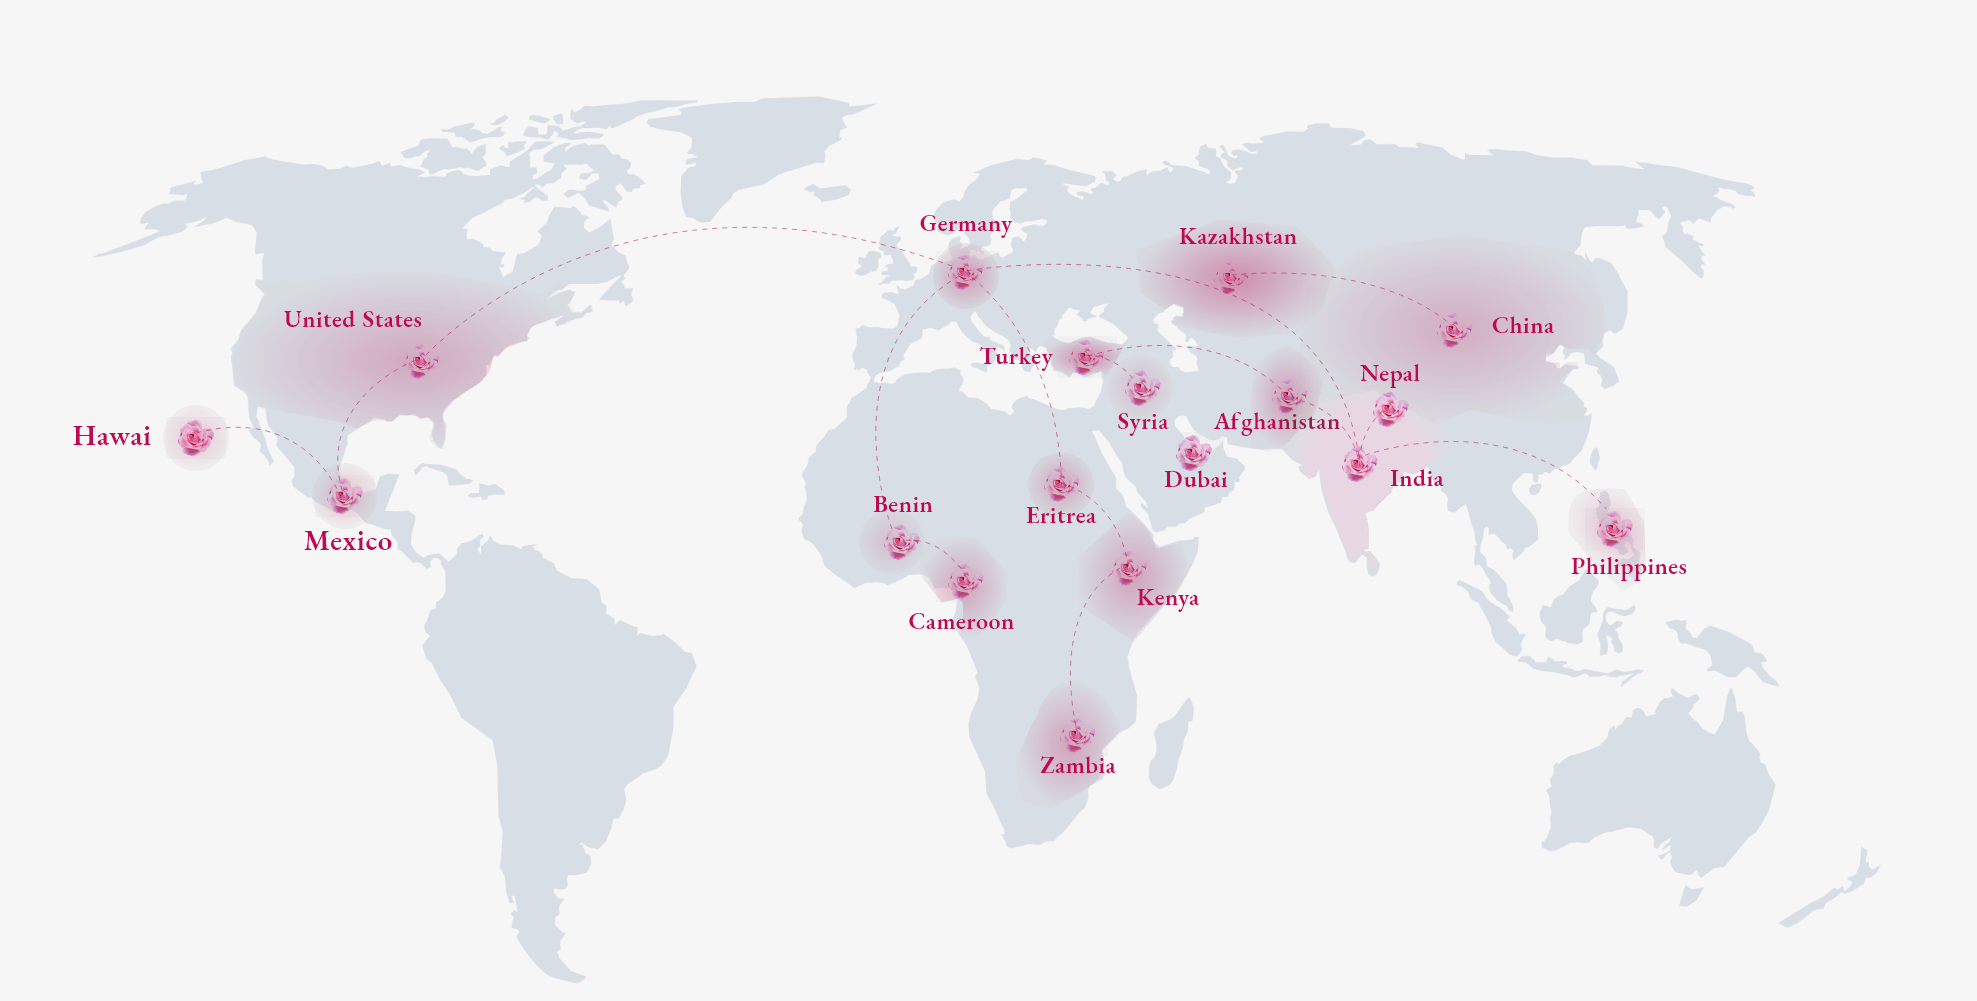 Germany
Kazakhstan
United States
China
Turkey
Nepal
Syria
Afghanistan
Hawai
Dubai
India
Benin
Eritrea
Mexico
Philippines
Kenya
Cameroon
Zambia